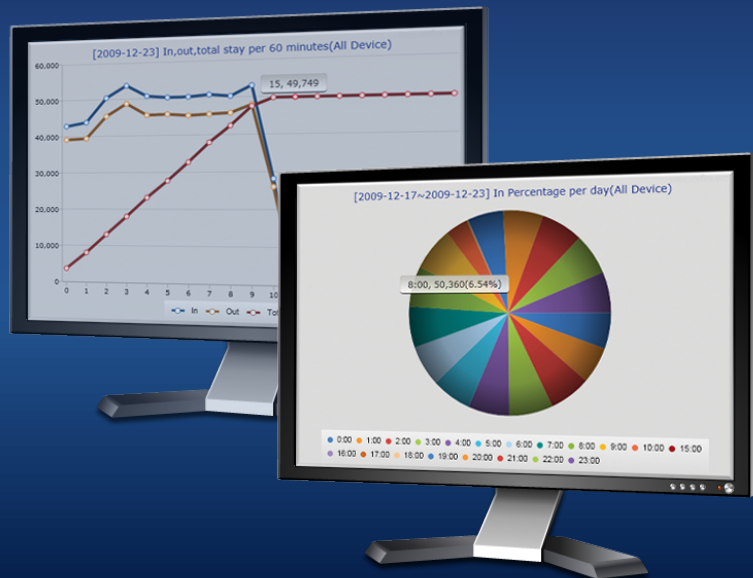 [2009-12-23] In,out,total stay per 60 minutes(All Device)
60,000
50,000
40,000
30,000
20,000
10,000
0
15, 49,749
0 1 2 3 4 5 6 7 8 9 10
In Out
[2009-12-17~2009-12-23] In Percentage per day(All Device)
8:00, 50,360(6.54%)
0:00 1:00 2:00 3:00 4:00 5:00 6:00 7:00 8:00 9:00 10:00 15:00
16:00 17:00 18:00 19:00 20:00 21:00 22:00 23:00